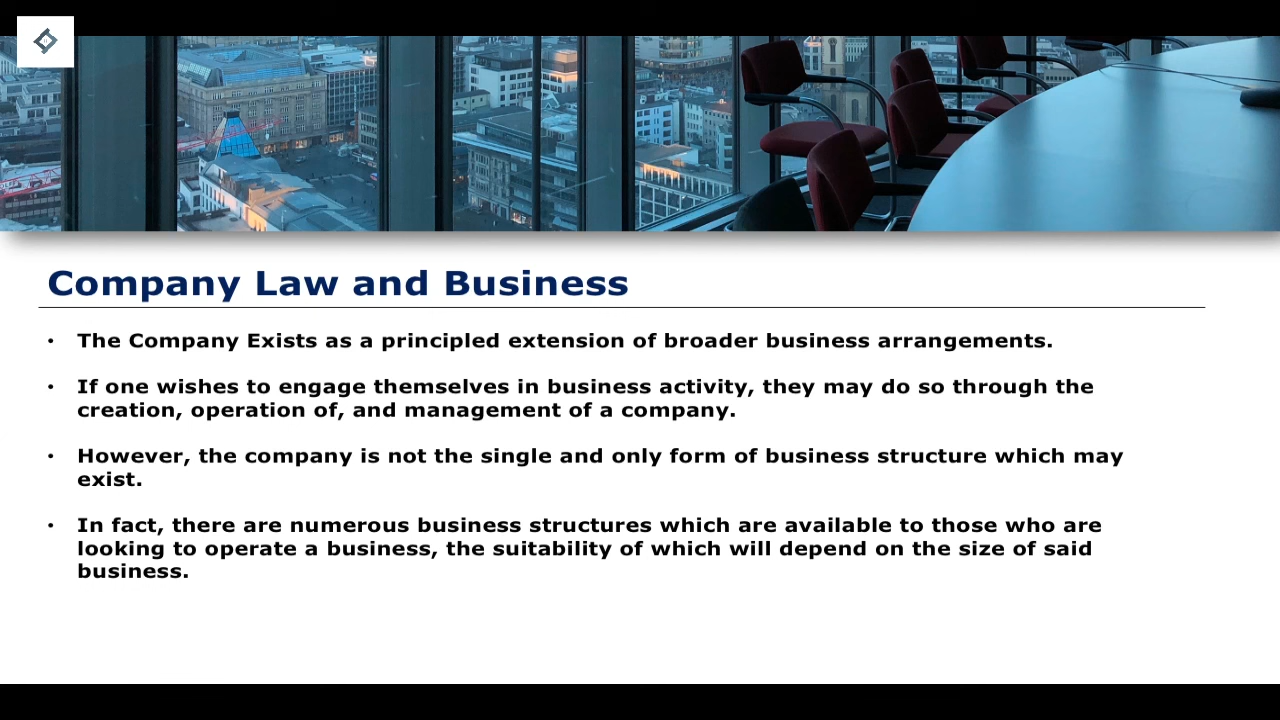 Company Law and Business
• The Company Exists as a principled extension of broader business arrangements.
• If one wishes to engage themselves in business activity, they may do so through the
creation, operation of, and management of a company.
• However, the company is not the single and only form of business structure which may
exist.
• In fact, there are numerous business structures which are available to those who are
looking to operate a business, the suitability of which will depend on the size of said
business.